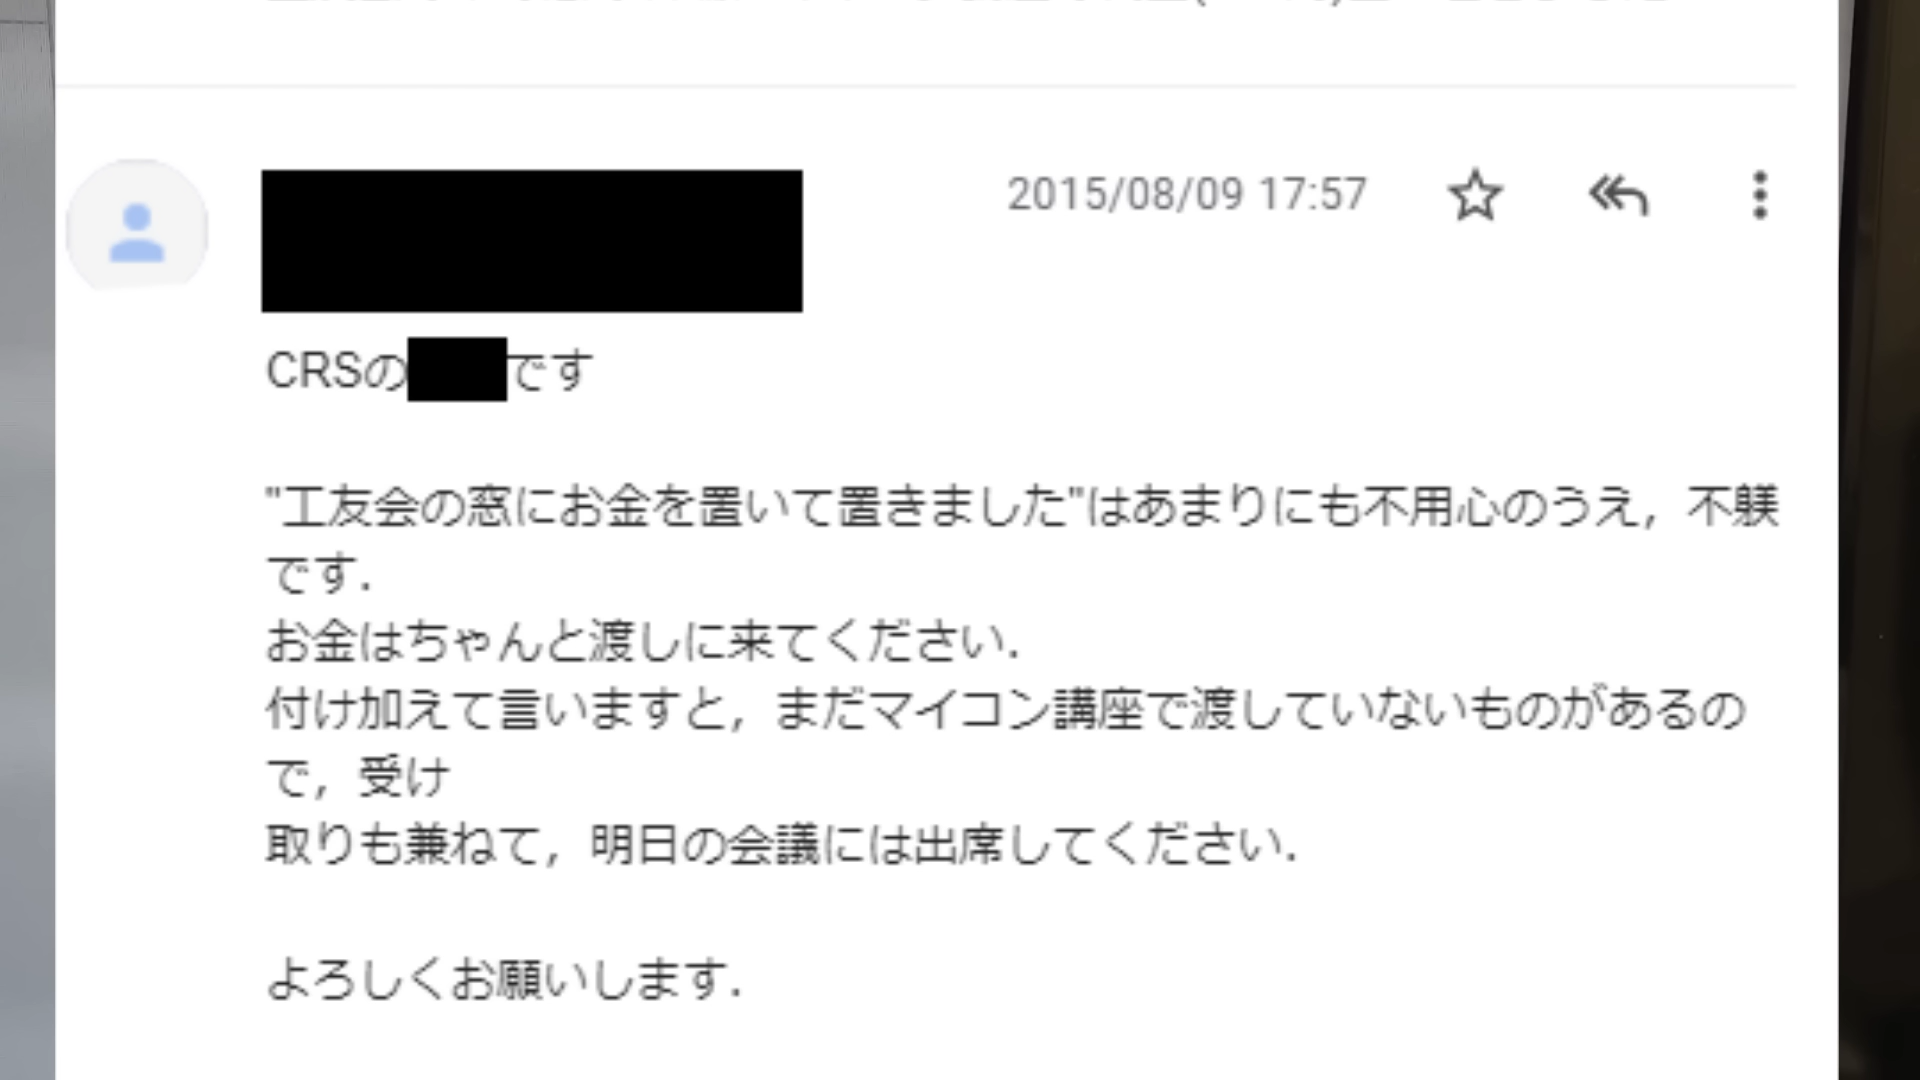 2015/08/09 17:57
CRSの
です
"工友会の窓にお金を置いて置きました"はあまりにも不用心のうえ，不躾
です．
お金はちゃんと渡しに来てください．
付け加えて言いますと，まだマイコン講座で渡していないものがあるの
で，受け
取りも兼ねて，明日の会議には出席してください．
よろしくお願いします．